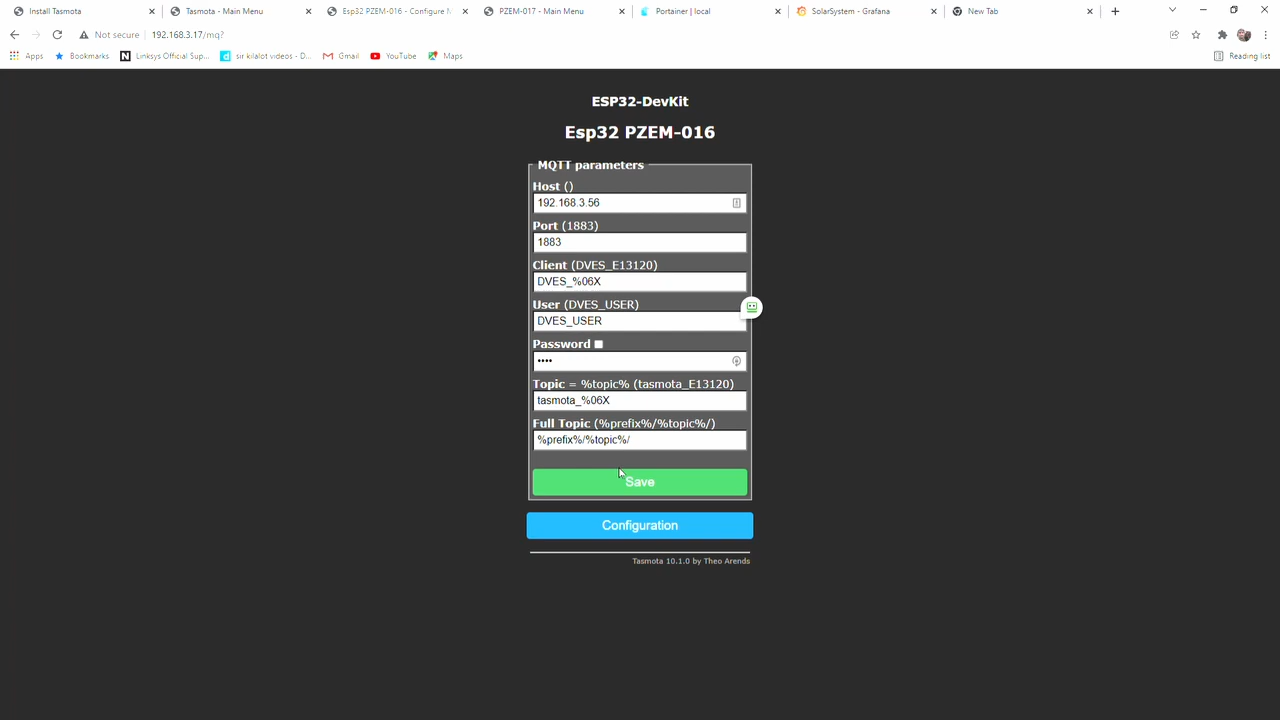 Install Tasmota
Tasmota - Main Menu
Esp32 PZEM-016 - Configure M
PZEM-017 - Main Menu
Portainer | local
SolarSystem - Grafana
New Tab
Not secure | 192.168.3.17/mq?
Apps
Bookmarks
Linksys Official Sup...
sir kilalot videos - D...
Gmail
YouTube
Maps
Reading list
ESP32-DevKit
Esp32 PZEM-016
MQTT parameters
Host ()
192.168.3.56
Port (1883)
1883
Client (DVES_E13120)
DVES_%06X
User (DVES_USER)
DVES_USER
Password
••••
Topic = %topic% (tasmota_E13120)
tasmota_%06X
Full Topic (%prefix%/%topic%/)
%prefix%/%topic%/
Save
Configuration
Tasmota 10.1.0 by Theo Arends